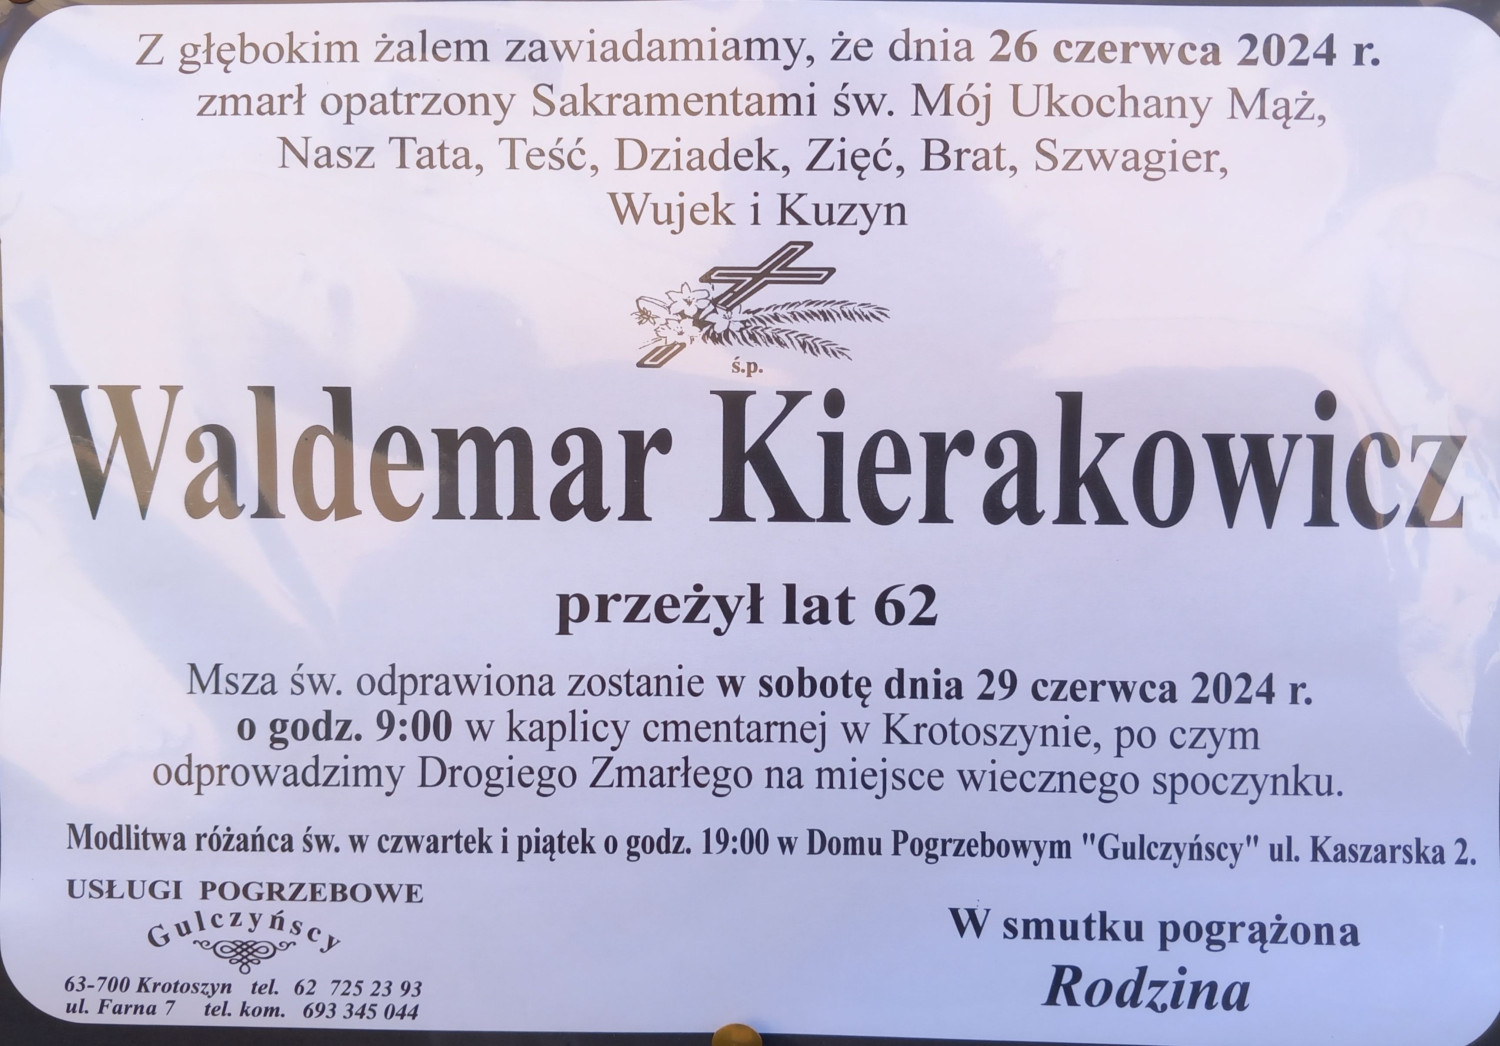 Z głębokim żalem zawiadamiamy, że dnia 26 czerwca 2024 r.
zmarł opatrzony Sakramentami św. Mój Ukochany Mąż,
Nasz Tata, Teść, Dziadek, Zięć, Brat, Szwagier,
Wujek i Kuzyn
ś.p.
Waldemar Kierakowicz
przeżył lat 62
Msza św. odprawiona zostanie w sobotę dnia 29 czerwca 2024 r.
o godz. 9:00 w kaplicy cmentarnej w Krotoszynie, po czym
odprowadzimy Drogiego Zmarłego na miejsce wiecznego spoczynku.
Modlitwa różańca św. w czwartek i piątek o godz. 19:00 w Domu Pogrzebowym "Gulczyńscy" ul. Kaszarska 2.
USŁUGI POGRZEBOWE
Gulczyńscy
63-700 Krotoszyn tel. 62 725 23 93
ul. Farna 7 tel. kom. 693 345 044
W smutku pogrążona
Rodzina